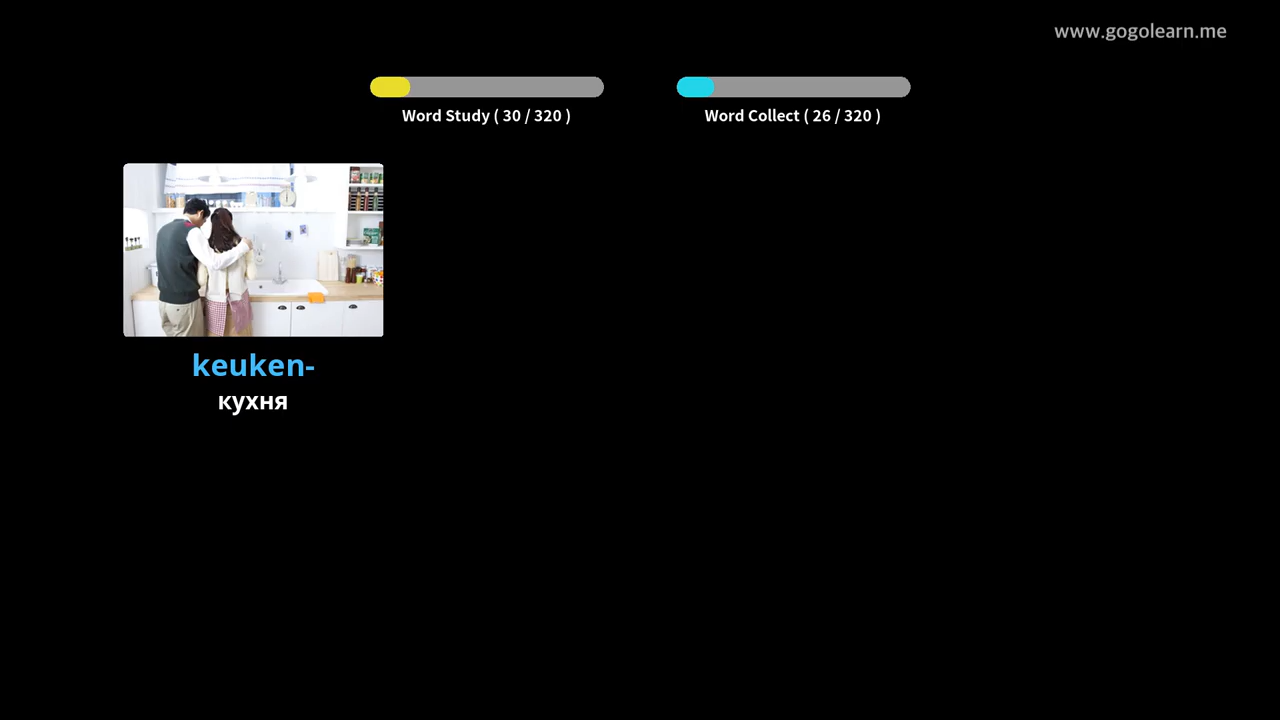 www.gogolearn.me
Word Study ( 30 / 320 )
Word Collect ( 26 / 320 )
keuken-
кухня